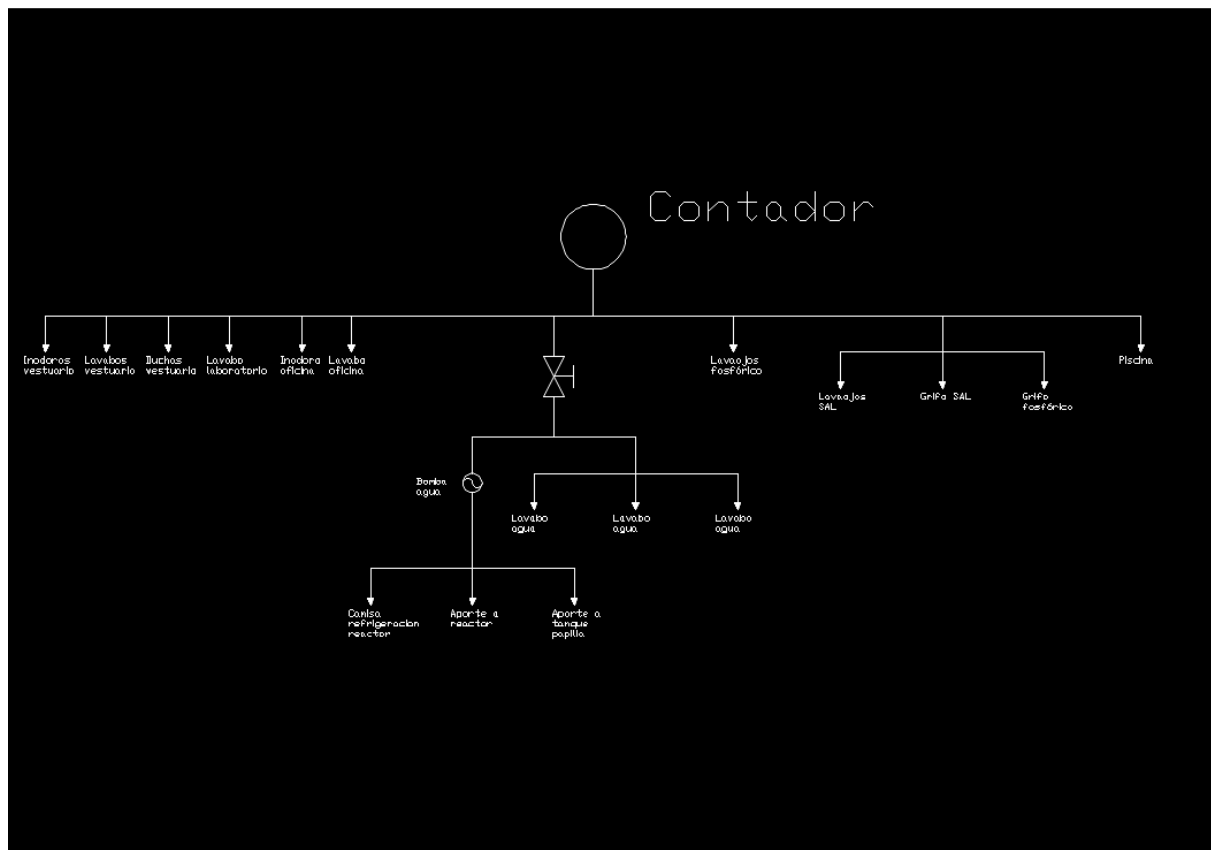 Contador
Inodoros
vestuario
Lavabos
vestuario
Duchas
vestuario
Lavabo
laboratorio
Inodoro
oficina
Lavabo
oficina
Lavaojos
fosfórico
Piscina
Lavaojos
SAL
Grifo SAL
Grifo
fosfórico
Bomba
agua
Lavabo
agua
Lavabo
agua
Lavabo
agua
Camisa
refrigeracion
reactor
Aporte a
reactor
Aporte a
tanque
papilla